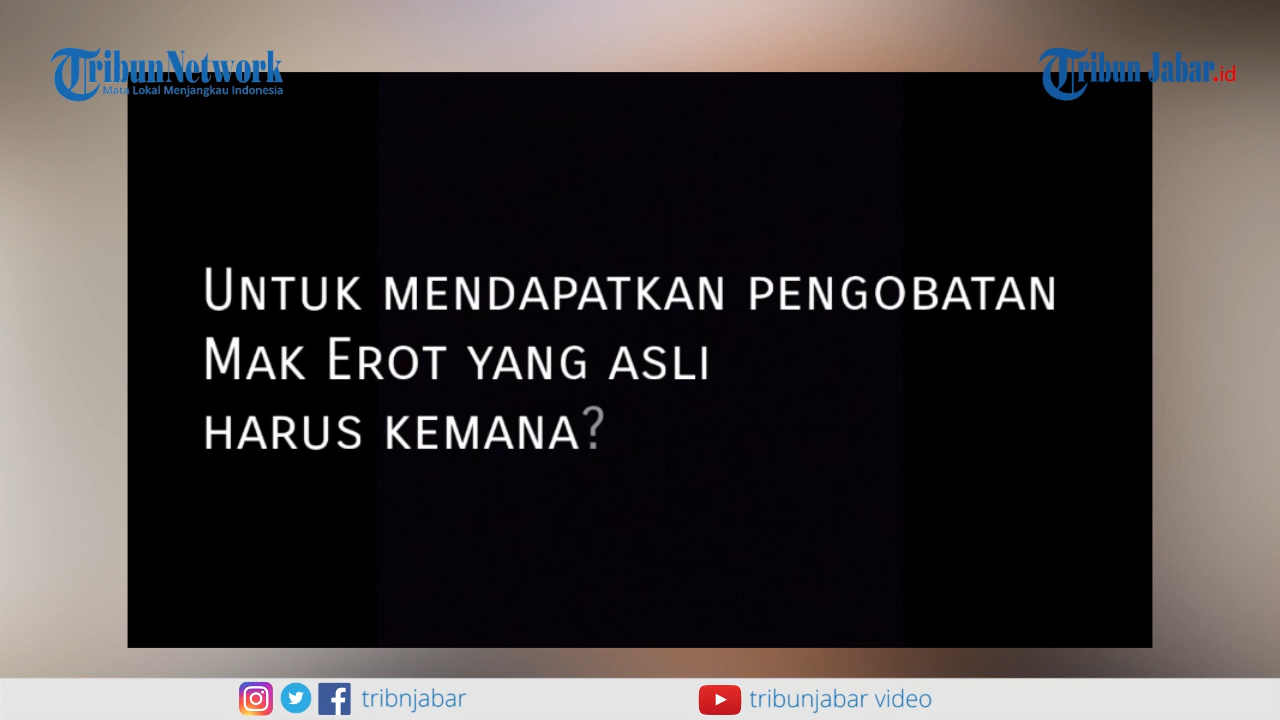 TribunNetwork
Mata Lokal Menjangkau Indonesia
Tribun Jabar.id
Untuk mendapatkan pengobatan
Mak Erot yang asli
harus kemana?
tribnjabar
tribunjabar video